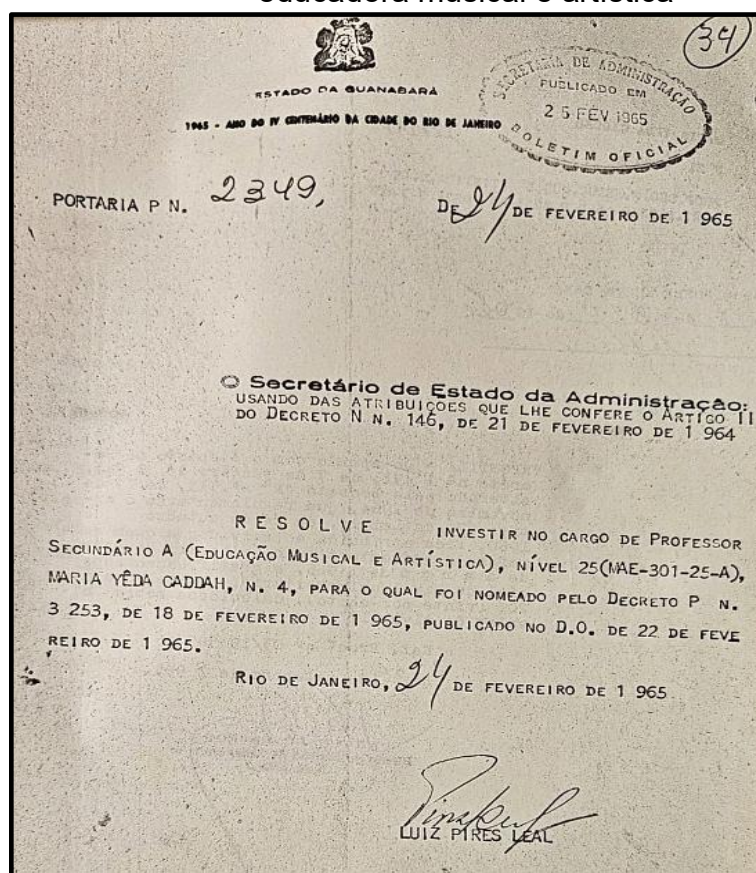 educadora musical e artística
34
ESTADO DA GUANABARA
1965 - ANO DO IV CENTENÁRIO DA CIDADE DO RIO DE JANEIRO
SECRETARIA DE ADMINISTRAÇÃO
PUBLICADO EM
25 FEV 1965
BOLETIM OFICIAL
PORTARIA P N. 2349,
DE 24 DE FEVEREIRO DE 1 965
O Secretário de Estado da Administração:
USANDO DAS ATRIBUIÇÕES QUE LHE CONFERE O ARTIGO II
DO DECRETO N N. 146, DE 21 DE FEVEREIRO DE 1 964
RESOLVE INVESTIR NO CARGO DE PROFESSOR
SECUNDÁRIO A (EDUCAÇÃO MUSICAL E ARTÍSTICA), NÍVEL 25(MAE-301-25-A),
MARIA YÊDA CADDAH, N. 4, PARA O QUAL FOI NOMEADO PELO DECRETO P N.
3 253, DE 18 DE FEVEREIRO DE 1 965, PUBLICADO NO D.O. DE 22 DE FEVE
REIRO DE 1 965.
RIO DE JANEIRO, 24 DE FEVEREIRO DE 1 965
LUIZ PIRES LEAL